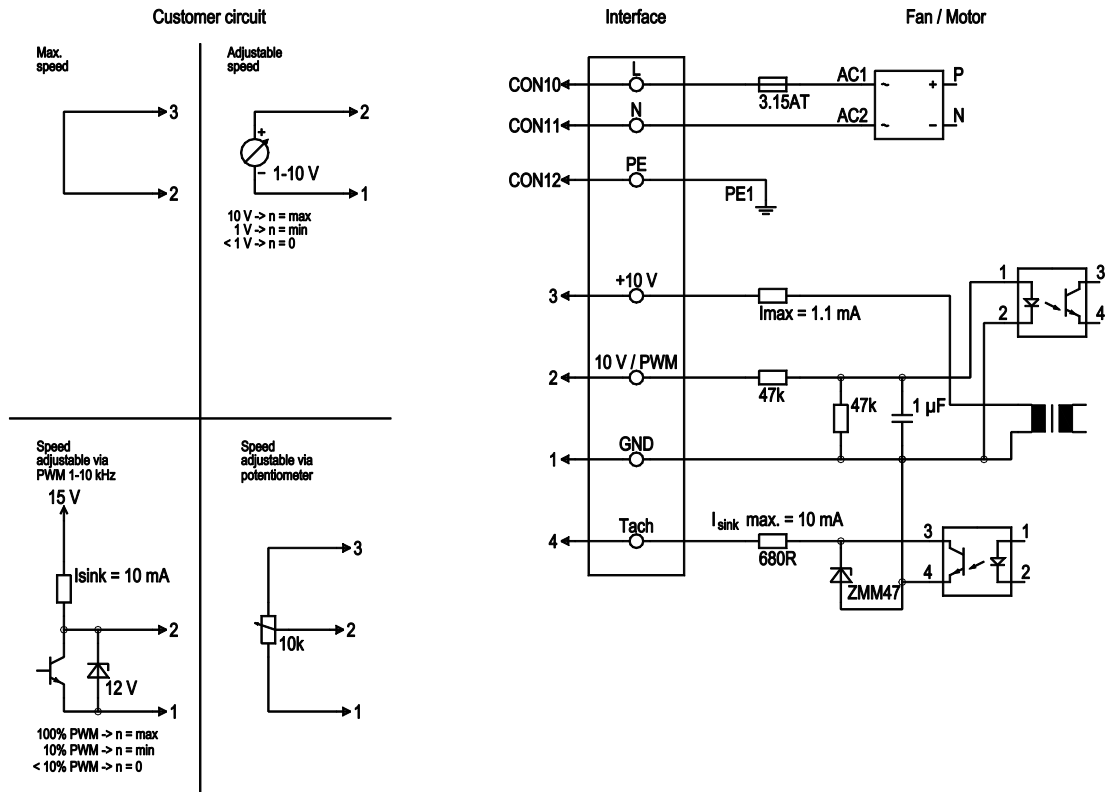 Customer circuit
Max.
speed
3
2
Adjustable
speed
2
+
– 1-10 V
1
10 V -> n = max
1 V -> n = min
< 1 V -> n = 0
Speed
adjustable via
PWM 1-10 kHz
15 V
Isink = 10 mA
2
12 V
1
100% PWM -> n = max
10% PWM -> n = min
< 10% PWM -> n = 0
Speed
adjustable via
potentiometer
3
2
10k
1
Interface
Fan / Motor
L
CON10
3.15AT
AC1
~ + P
N
CON11
AC2
~ – N
PE
CON12
PE1
+10 V
3
Imax = 1.1 mA
1 3
2 4
10 V / PWM
2
47k
47k
1 µF
GND
1
Tach
4
Isink max. = 10 mA
680R
ZMM47
3 1
4 2